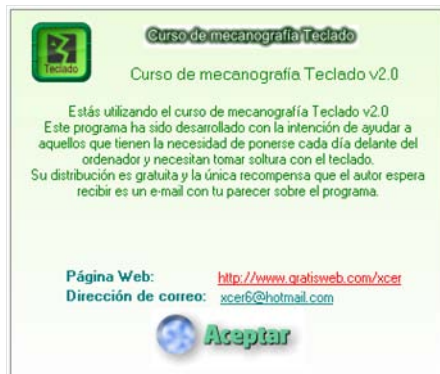 Curso de mecanografía Teclado
Teclado
Curso de mecanografía Teclado v2.0
Estás utilizando el curso de mecanografía Teclado v2.0
Este programa ha sido desarrollado con la intención de ayudar a
aquellos que tienen la necesidad de ponerse cada día delante del
ordenador y necesitan tomar soltura con el teclado.
Su distribución es gratuita y la única recompensa que el autor espera
recibir es un e-mail con tu parecer sobre el programa.
Página Web: http://www.gratisweb.com/xcer
Dirección de correo: xcer6@hotmail.com
Aceptar